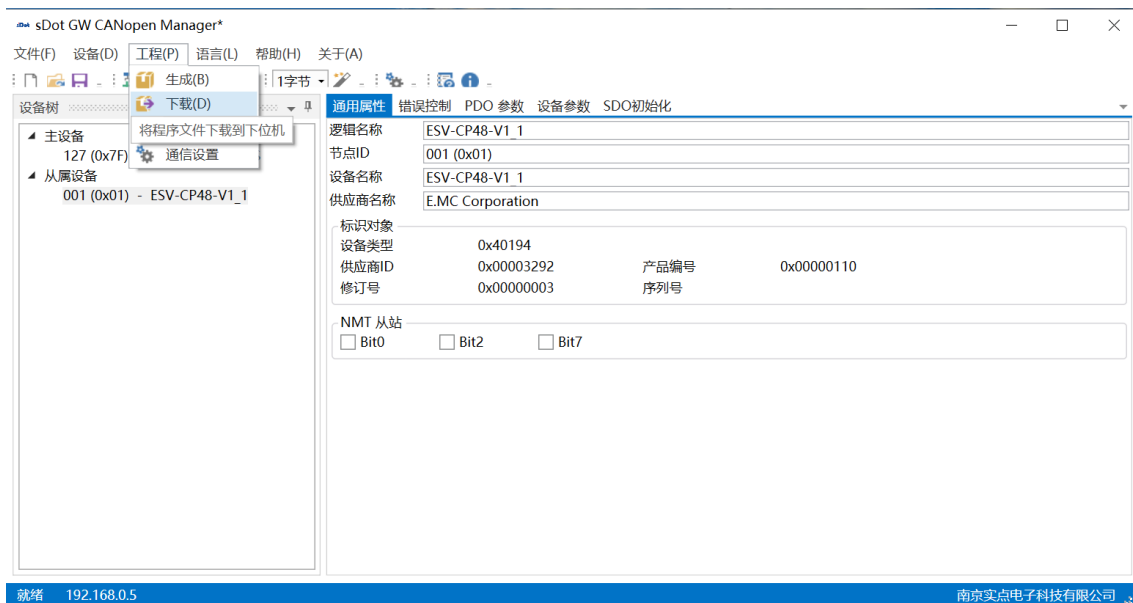 sDot GW CANopen Manager*
文件(F) 设备(D) 工程(P) 语言(L) 帮助(H) 关于(A)
生成(B)
1字节
下载(D)
将程序文件下载到下位机
通信设置
设备树
主设备
127 (0x7F)
从属设备
001 (0x01) - ESV-CP48-V1_1
通用属性 错误控制 PDO 参数 设备参数 SDO初始化
逻辑名称 ESV-CP48-V1_1
节点ID 001 (0x01)
设备名称 ESV-CP48-V1_1
供应商名称 E.MC Corporation
标识对象
设备类型 0x40194
供应商ID 0x00003292 产品编号 0x00000110
修订号 0x00000003 序列号
NMT 从站
Bit0 Bit2 Bit7
就绪 192.168.0.5 南京实点电子科技有限公司